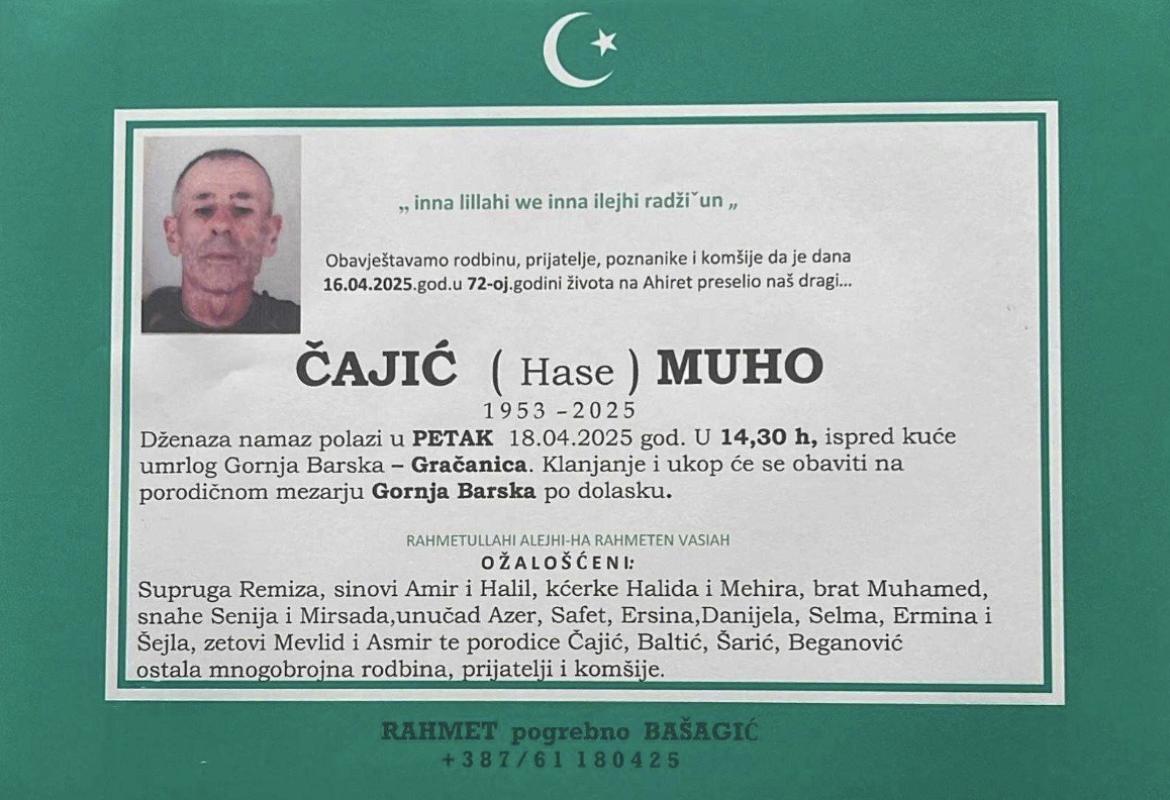 „ inna lillahi we inna ilejhi radžiˇun „
Obavještavamo rodbinu, prijatelje, poznanike i komšije da je dana
16.04.2025.god.u 72-oj.godini života na Ahiret preselio naš dragi...
ČAJIĆ ( Hase ) MUHO
1953 –2025
Dženaza namaz polazi u PETAK 18.04.2025 god. U 14,30 h, ispred kuće
umrlog Gornja Barska – Gračanica. Klanjanje i ukop će se obaviti na
porodičnom mezarju Gornja Barska po dolasku.
RAHMETULLAHI ALEJHI-HA RAHMETEN VASIAH
OŽALOŠĆENI:
Supruga Remiza, sinovi Amir i Halil, kćerke Halida i Mehira, brat Muhamed,
snahe Senija i Mirsada,unučad Azer, Safet, Ersina,Danijela, Selma, Ermina i
Šejla, zetovi Mevlid i Asmir te porodice Čajić, Baltić, Šarić, Beganović
ostala mnogobrojna rodbina, prijatelji i komšije.
RAHMET pogrebno BAŠAGIĆ
+387/61 180425